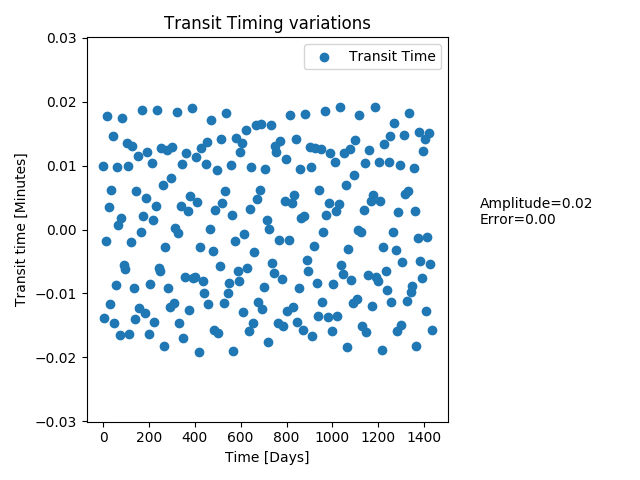 Transit Timing variations
Transit Time
0.03
0.02
0.01
0.00
−0.01
−0.02
−0.03
Transit time [Minutes]
0
200
400
600
800
1000
1200
1400
Time [Days]
Amplitude=0.02
Error=0.00